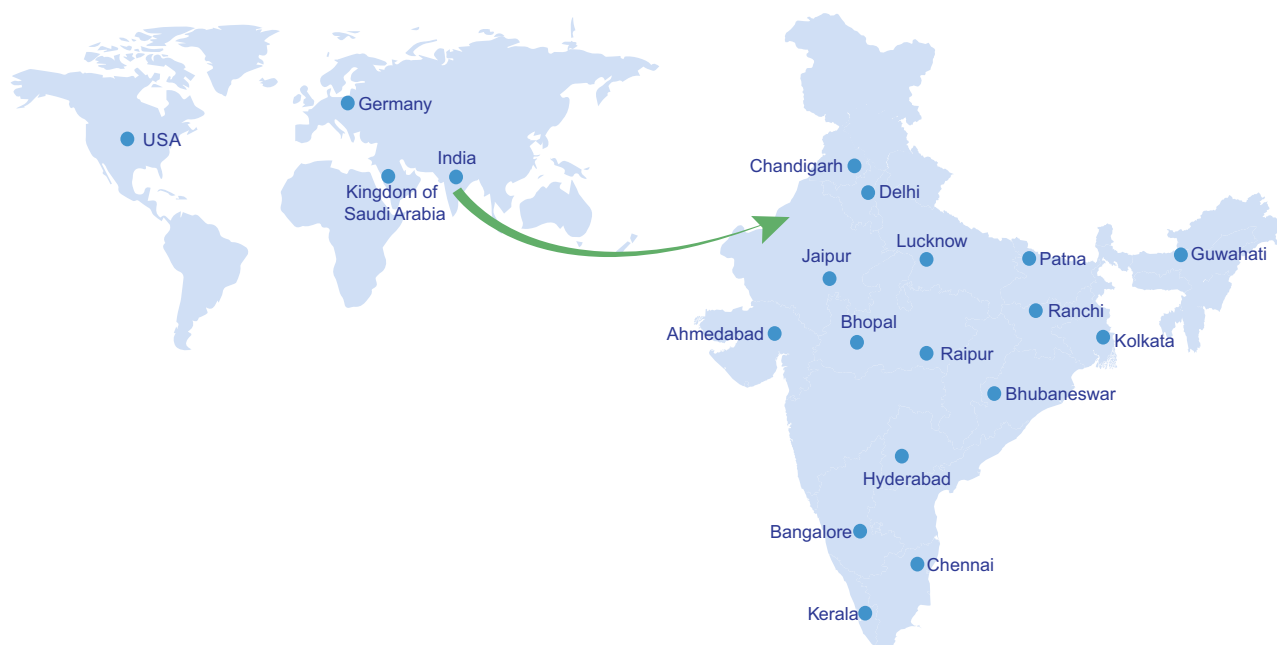 Germany
USA
India
Kingdom of
Saudi Arabia
Chandigarh
Delhi
Lucknow
Jaipur
Patna
Guwahati
Ranchi
Ahmedabad
Bhopal
Kolkata
Raipur
Bhubaneswar
Hyderabad
Bangalore
Chennai
Kerala